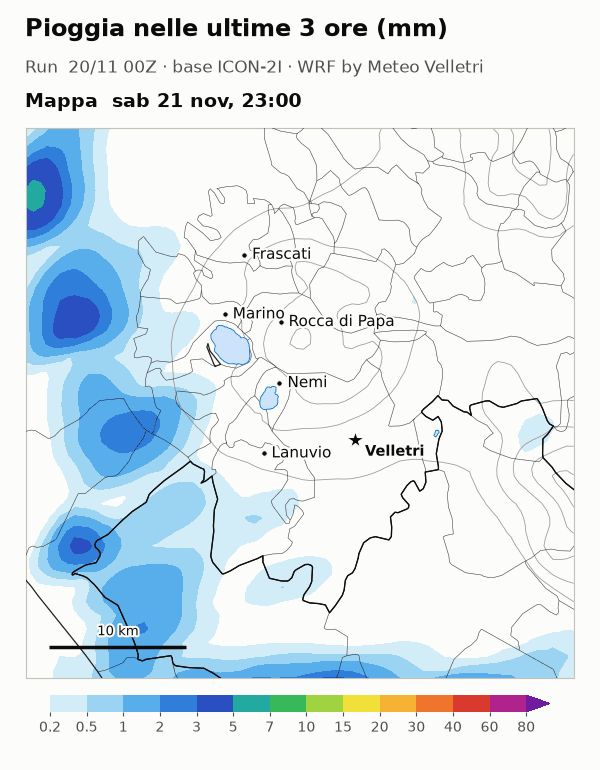 Pioggia nelle ultime 3 ore (mm)
Run  20/11 00Z · base ICON-2I · WRF by Meteo Velletri
Mappa  sab 21 nov, 23:00
Frascati
Marino
Rocca di Papa
Nemi
Velletri
Lanuvio
10 km
0.2 0.5 1 2 3 5 7 10 15 20 30 40 60 80